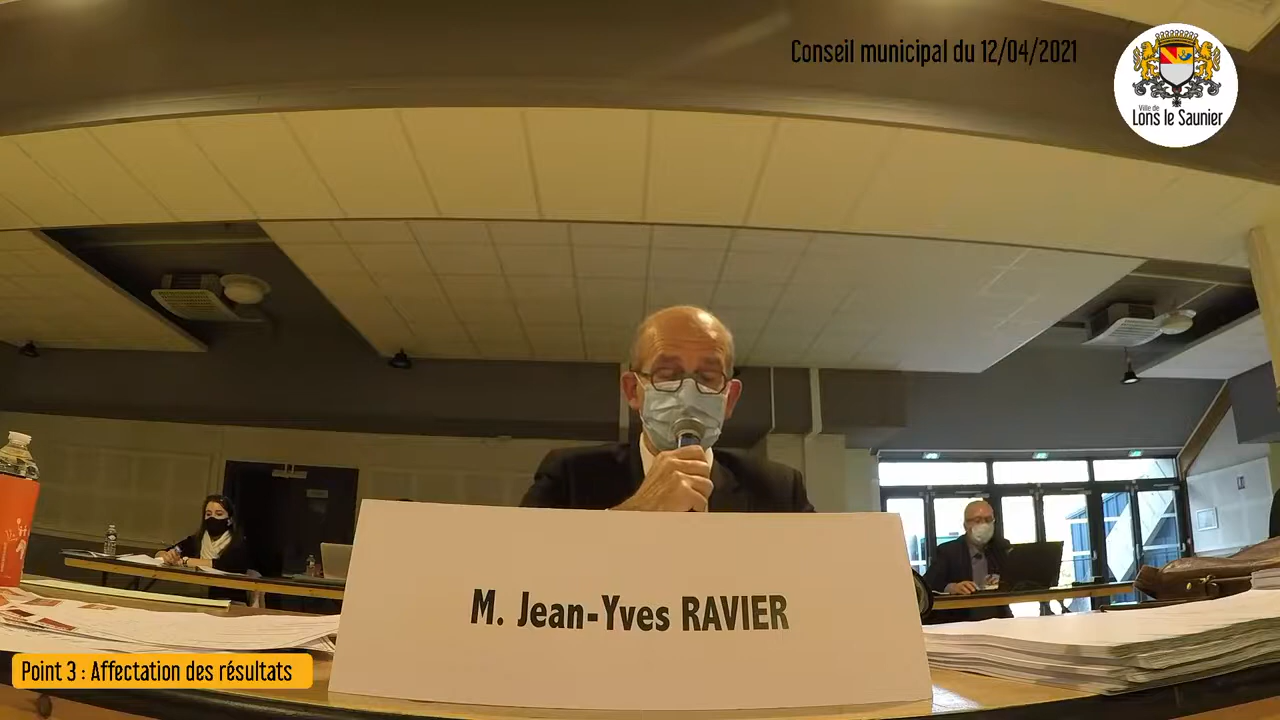 Conseil municipal du 12/04/2021
Ville de
Lons le Saunier
M. Jean-Yves RAVIER
Point 3 : Affectation des résultats